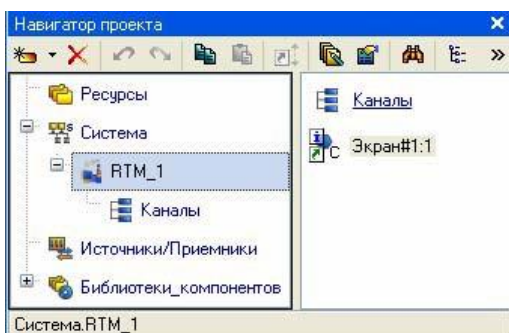 Навигатор проекта
Ресурсы
Система
RTM_1
Каналы
Источники/Приемники
Библиотеки_компонентов
Каналы
Экран#1:1
Система.RTM_1